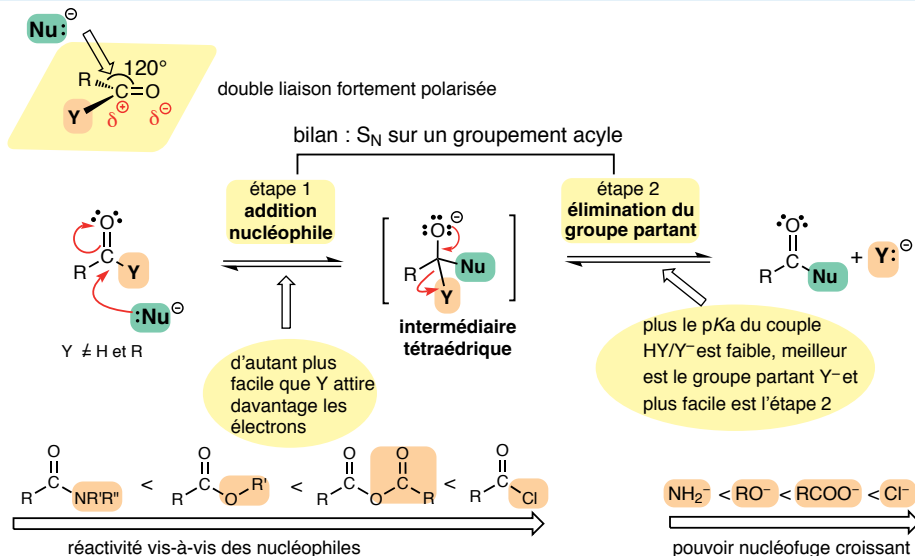 Nu:⊖
120°
R C=O
Y δ⊕ δ⊖
double liaison fortement polarisée
bilan : SN sur un groupement acyle
étape 1
addition
nucléophile
étape 2
élimination du
groupe partant
O
R C Y
:Nu⊖
Y ≠ H et R
O⊖
R Nu
Y
intermédiaire
tétraédrique
O
R C Nu + Y:⊖
d'autant plus
facile que Y attire
davantage les
électrons
plus le pKa du couple
HY/Y⁻ est faible, meilleur
est le groupe partant Y⁻ et
plus facile est l'étape 2
O O O O O
R C NR'R" < R C O R' < R C O C R < R C Cl
NH₂⁻ < RO⁻ < RCOO⁻ < Cl⁻
réactivité vis-à-vis des nucléophiles
pouvoir nucléofuge croissant